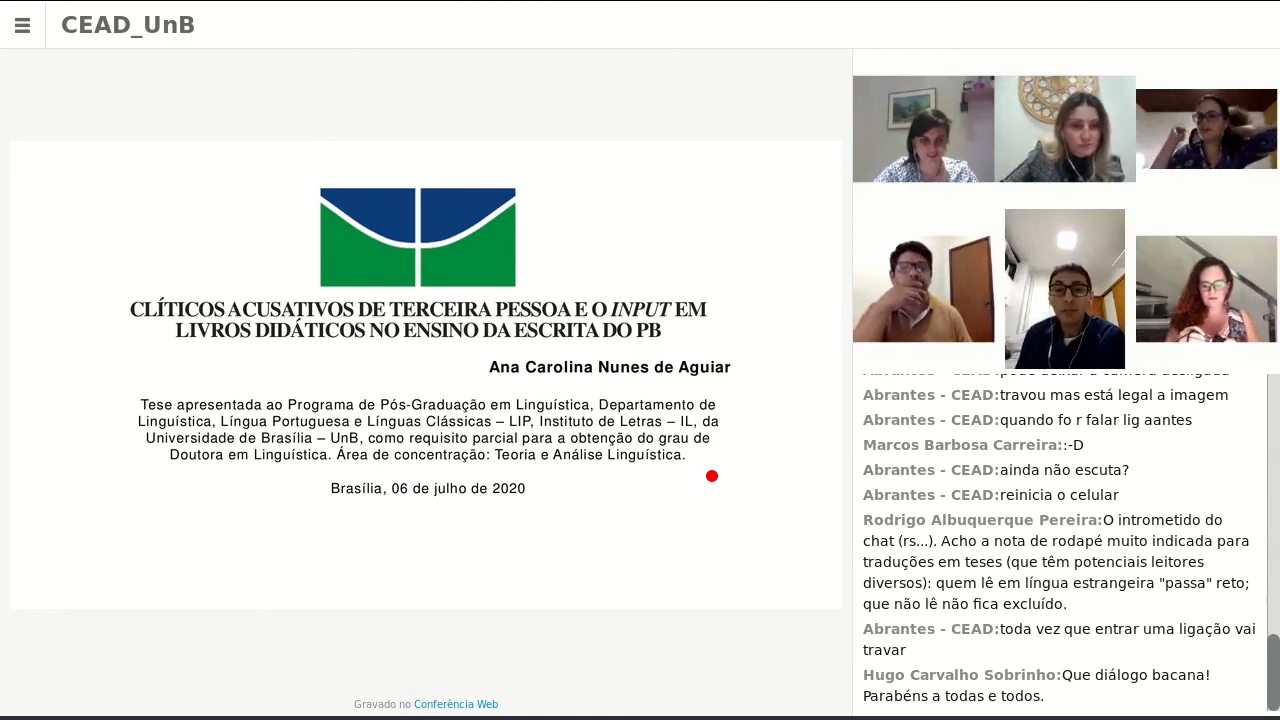 CEAD_UnB
CLÍTICOS ACUSATIVOS DE TERCEIRA PESSOA E O INPUT EM
LIVROS DIDÁTICOS NO ENSINO DA ESCRITA DO PB
Ana Carolina Nunes de Aguiar
Tese apresentada ao Programa de Pós-Graduação em Linguística, Departamento de
Linguística, Língua Portuguesa e Línguas Clássicas – LIP, Instituto de Letras – IL, da
Universidade de Brasília – UnB, como requisito parcial para a obtenção do grau de
Doutora em Linguística. Área de concentração: Teoria e Análise Linguística.
Brasília, 06 de julho de 2020
Gravado no Conferência Web
Abrantes - CEAD:travou mas está legal a imagem
Abrantes - CEAD:quando fo r falar lig aantes
Marcos Barbosa Carreira::-D
Abrantes - CEAD:ainda não escuta?
Abrantes - CEAD:reinicia o celular
Rodrigo Albuquerque Pereira:O intrometido do
chat (rs...). Acho a nota de rodapé muito indicada para
traduções em teses (que têm potenciais leitores
diversos): quem lê em língua estrangeira "passa" reto;
que não lê não fica excluído.
Abrantes - CEAD:toda vez que entrar uma ligação vai
travar
Hugo Carvalho Sobrinho:Que diálogo bacana!
Parabéns a todas e todos.